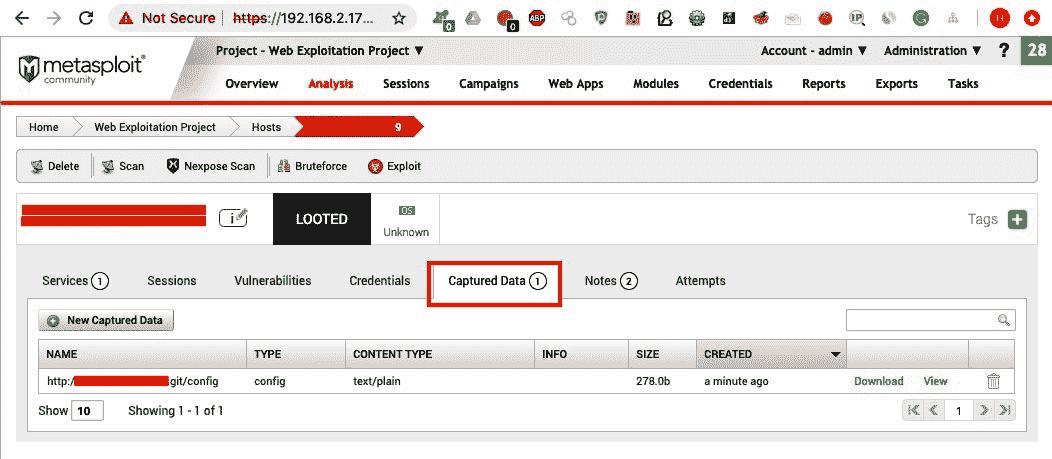 Not Secure https://192.168.2.17...
0 0 ABP IP H
metasploit®
community
Project - Web Exploitation Project ▼ Account - admin ▼ Administration ▼ ? 28
Overview Analysis Sessions Campaigns Web Apps Modules Credentials Reports Exports Tasks
Home Web Exploitation Project Hosts 9
Delete Scan Nexpose Scan Bruteforce Exploit
i LOOTED OS Tags
Unknown
Services 1 Sessions Vulnerabilities Credentials Captured Data 1 Notes 2 Attempts
New Captured Data
NAME TYPE CONTENT TYPE INFO SIZE CREATED
http:/ git/config config text/plain 278.0b a minute ago Download View
Show 10 Showing 1 - 1 of 1 1